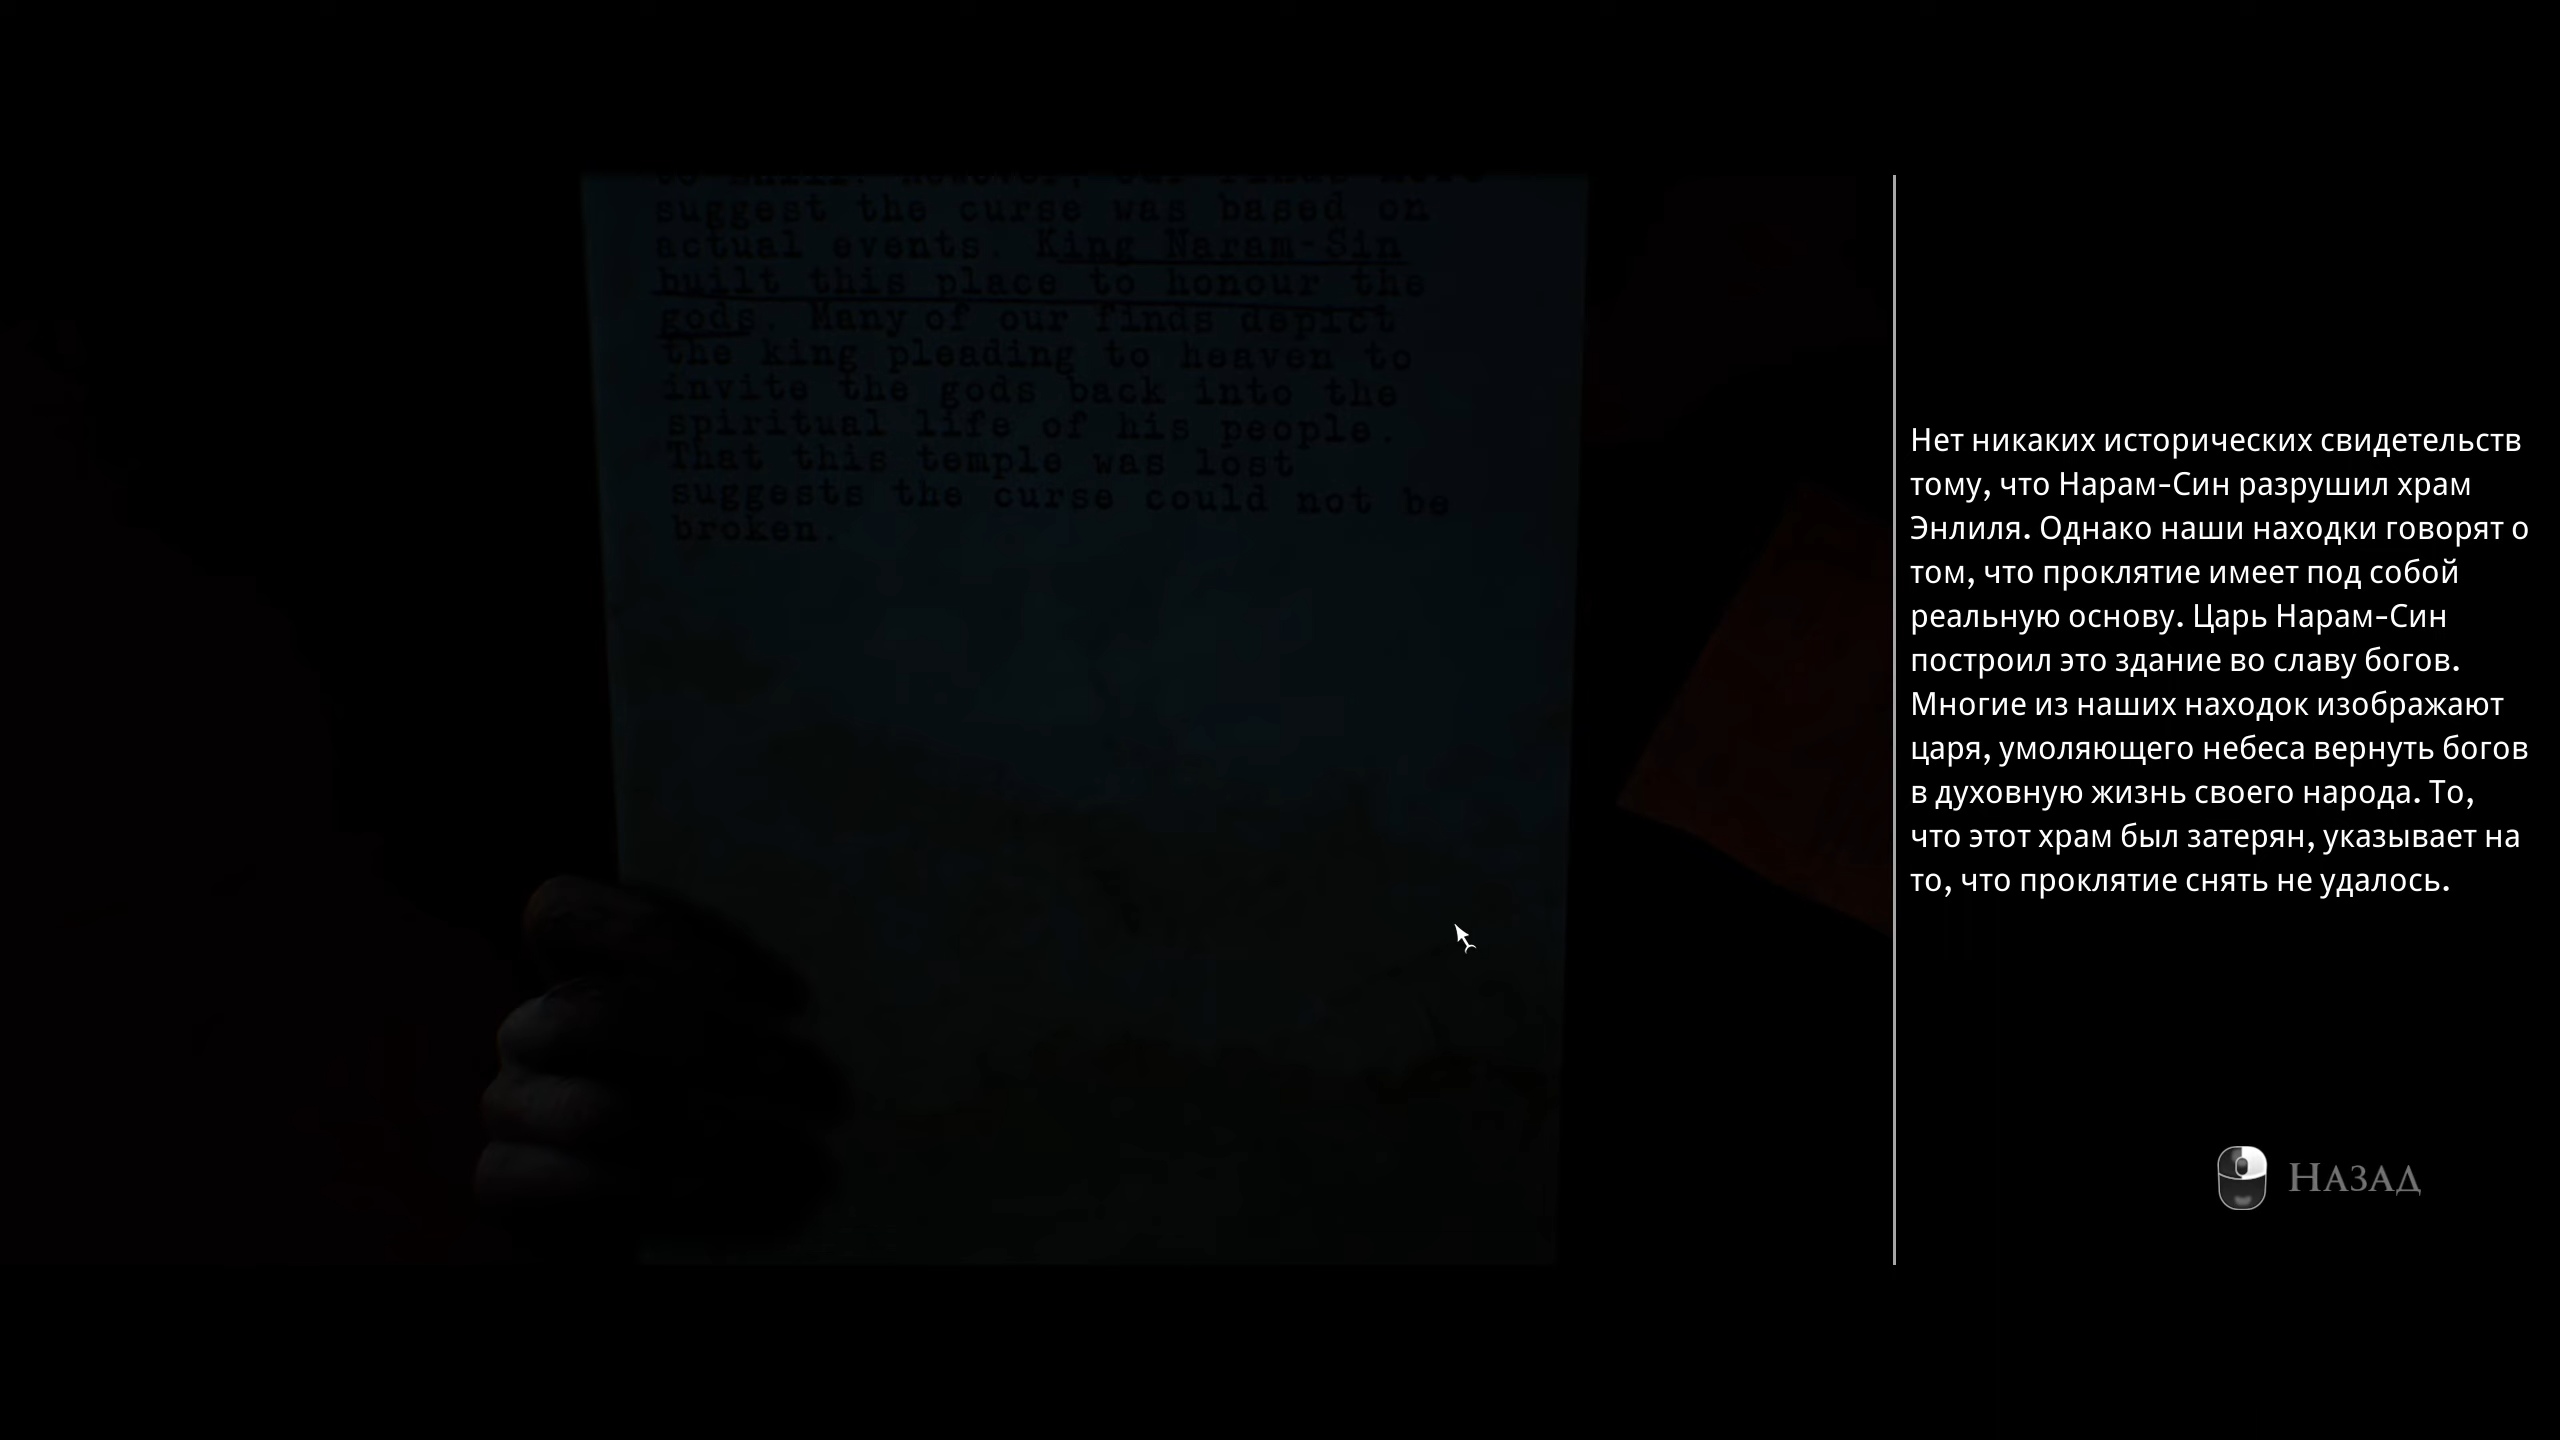 suggest the curse was based on
actual events. King Naram-Sin
built this place to honour the
gods. Many of our finds depict
the king pleading to heaven to
invite the gods back into the
spiritual life of his people.
That this temple was lost
suggests the curse could not be
broken.
Нет никаких исторических свидетельств
тому, что Нарам-Син разрушил храм
Энлиля. Однако наши находки говорят о
том, что проклятие имеет под собой
реальную основу. Царь Нарам-Син
построил это здание во славу богов.
Многие из наших находок изображают
царя, умоляющего небеса вернуть богов
в духовную жизнь своего народа. То,
что этот храм был затерян, указывает на
то, что проклятие снять не удалось.
Назад